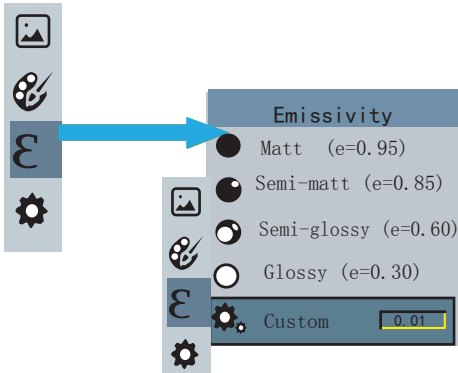 ε
Emissivity
Matt (e=0.95)
Semi-matt (e=0.85)
Semi-glossy (e=0.60)
Glossy (e=0.30)
ε
Custom 0.01